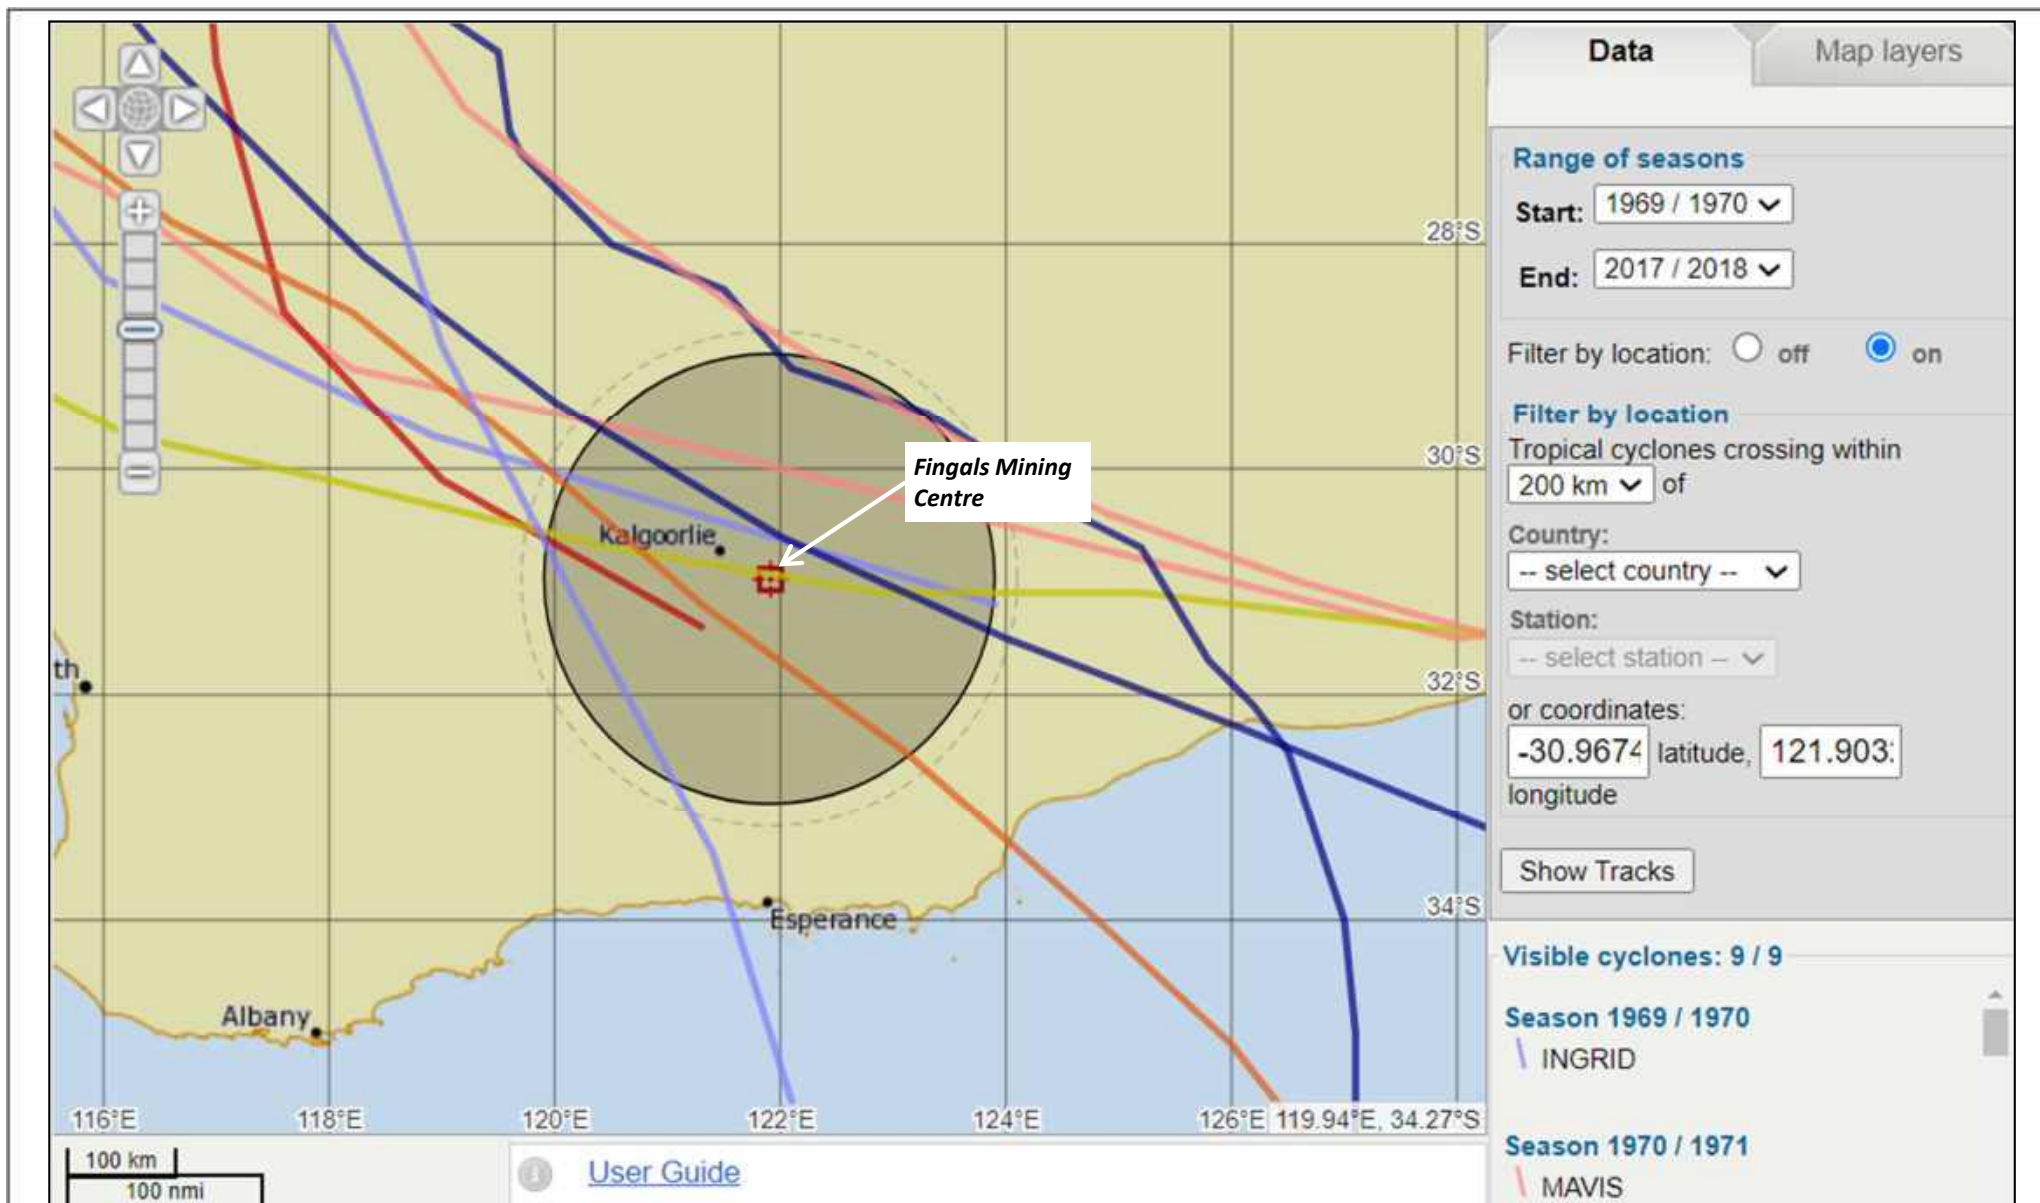 Data
Map layers
Range of seasons
Start: 1969 / 1970
End: 2017 / 2018
Filter by location: off on
Filter by location
Tropical cyclones crossing within
200 km of
Country:
-- select country --
Station:
-- select station --
or coordinates:
-30.9674 latitude, 121.903
longitude
Show Tracks
Visible cyclones: 9 / 9
Season 1969 / 1970
INGRID
Season 1970 / 1971
MAVIS
28°S
30°S
Fingals Mining
Centre
Kalgoorlie
th
32°S
34°S
Esperance
Albany
116°E 118°E 120°E 122°E 124°E 126°E 119.94°E, 34.27°S
100 km
100 nmi
User Guide